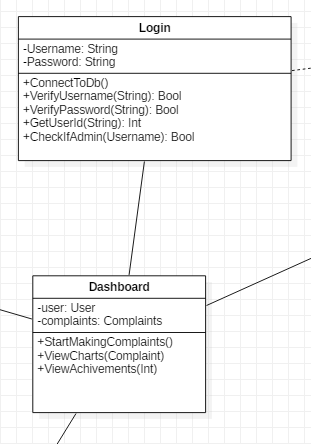 Login
-Username: String
-Password: String
+ConnectToDb()
+VerifyUsername(String): Bool
+VerifyPassword(String): Bool
+GetUserId(String): Int
+CheckIfAdmin(Username): Bool
Dashboard
-user: User
-complaints: Complaints
+StartMakingComplaints()
+ViewCharts(Complaint)
+ViewAchivements(Int)